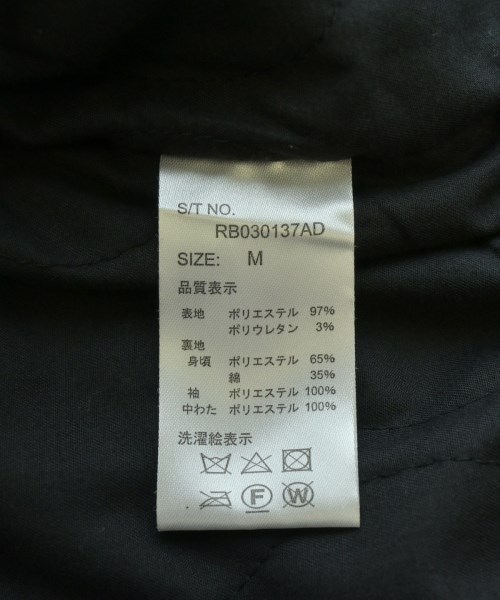 S/T NO.
RB030137AD
SIZE: M
品質表示
表地 ポリエステル 97%
ポリウレタン 3%
裏地
身頃 ポリエステル 65%
綿 35%
袖 ポリエステル 100%
中わた ポリエステル 100%
洗濯絵表示
F W